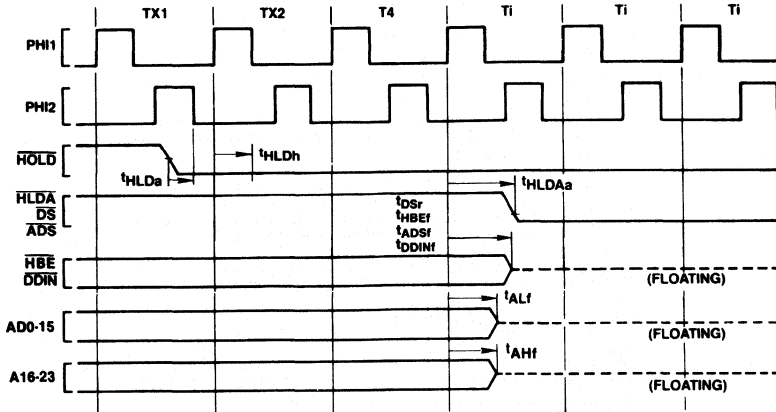 TX1 TX2 T4 Ti Ti Ti
PHI1
PHI2
HOLD
tHLDh
tHLDa
tHLDAa
HLDA
DS
ADS
tDSr
tHBEf
tADSf
tDDINf
HBE
DDIN
(FLOATING)
tALf
AD0-15
(FLOATING)
tAHf
A16-23
(FLOATING)